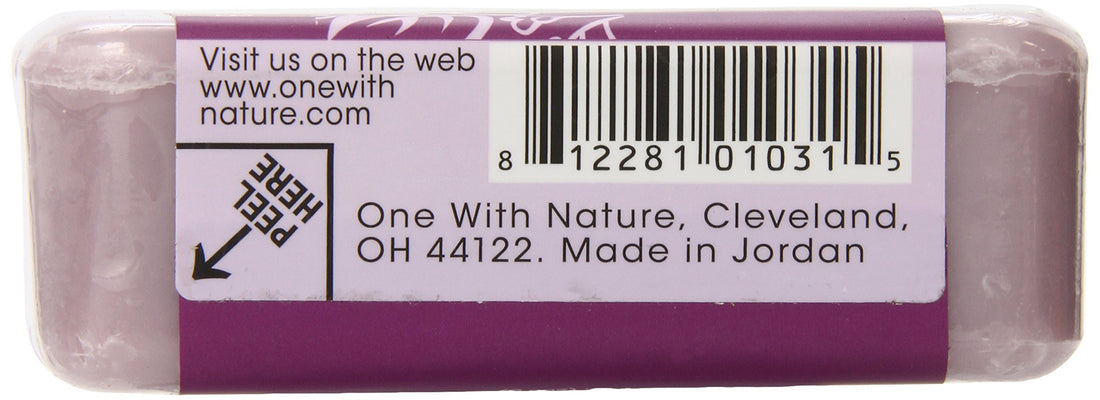 Visit us on the web
www.onewith
nature.com
8 12281 01031 5
PEEL
HERE
One With Nature, Cleveland,
OH 44122. Made in Jordan